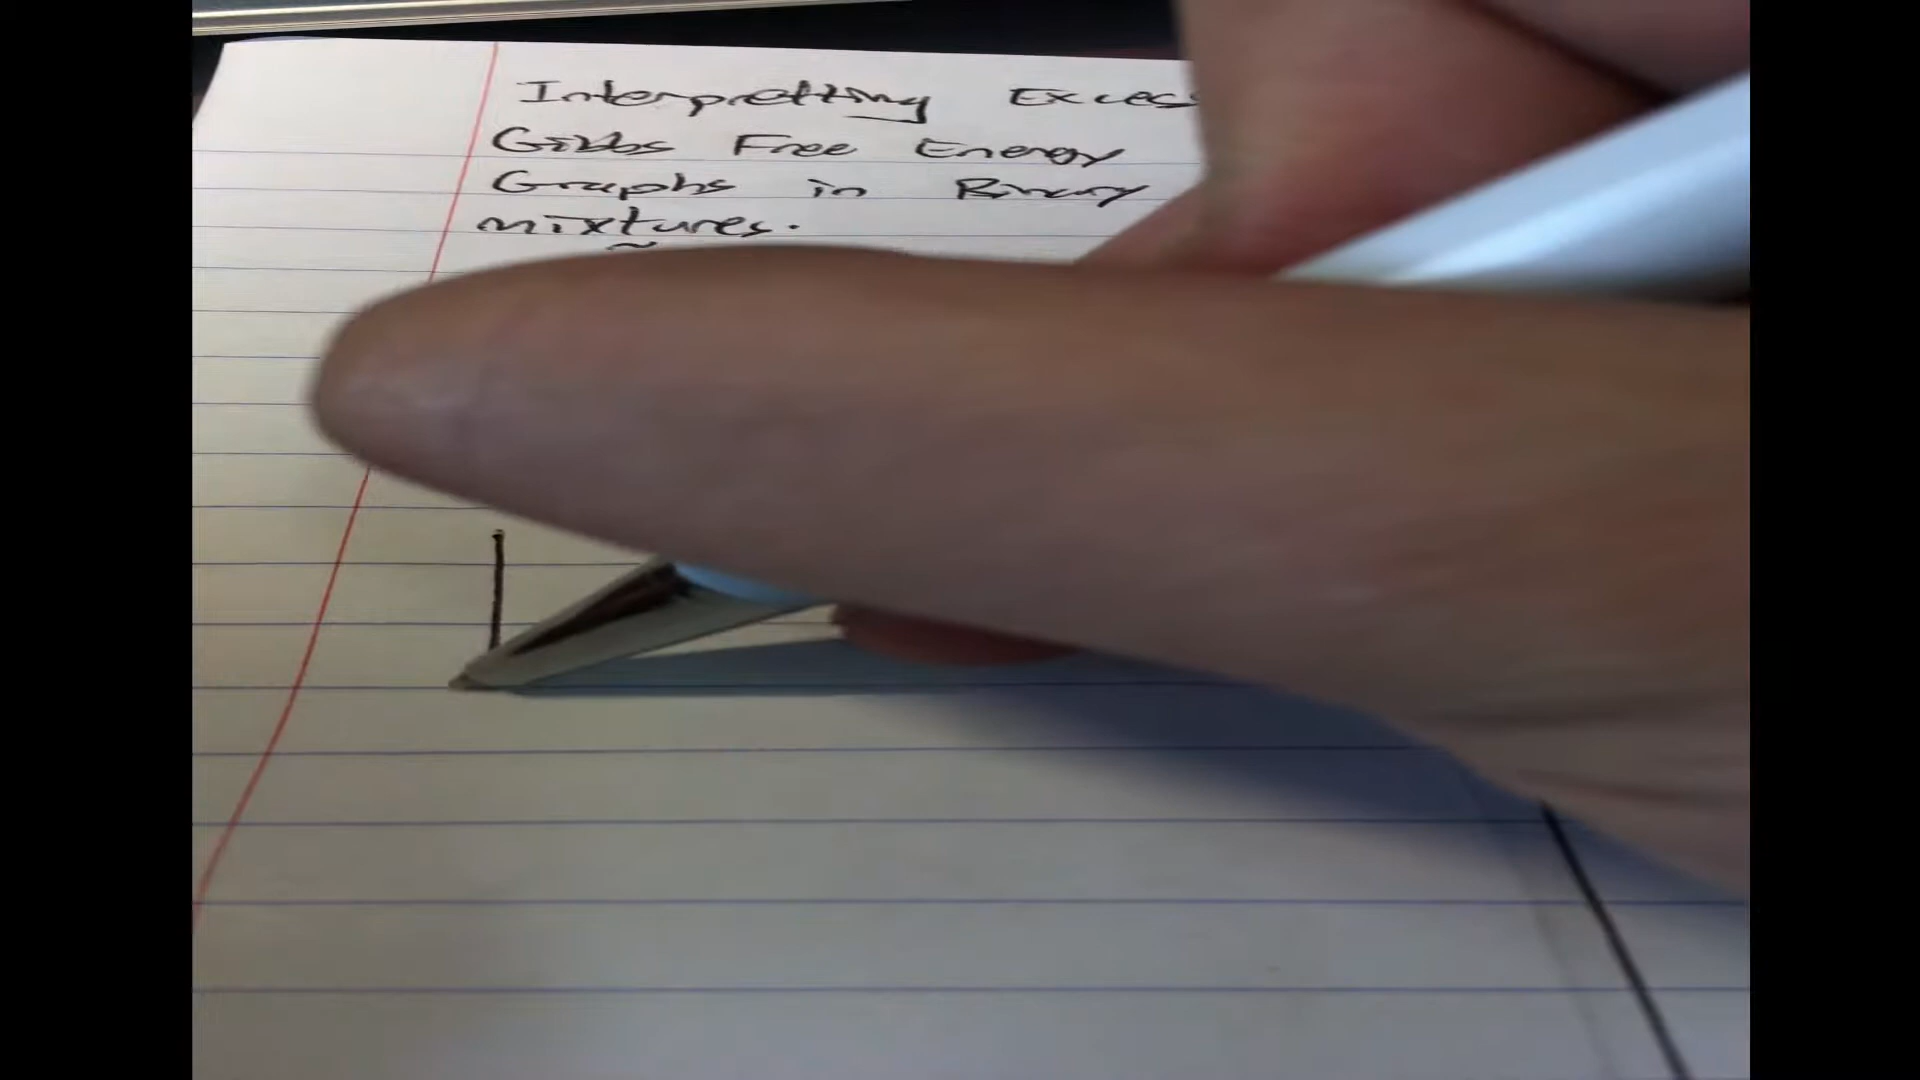 Interpretting Excess
Gibbs Free Energy
Graphs in Binary
mixtures.